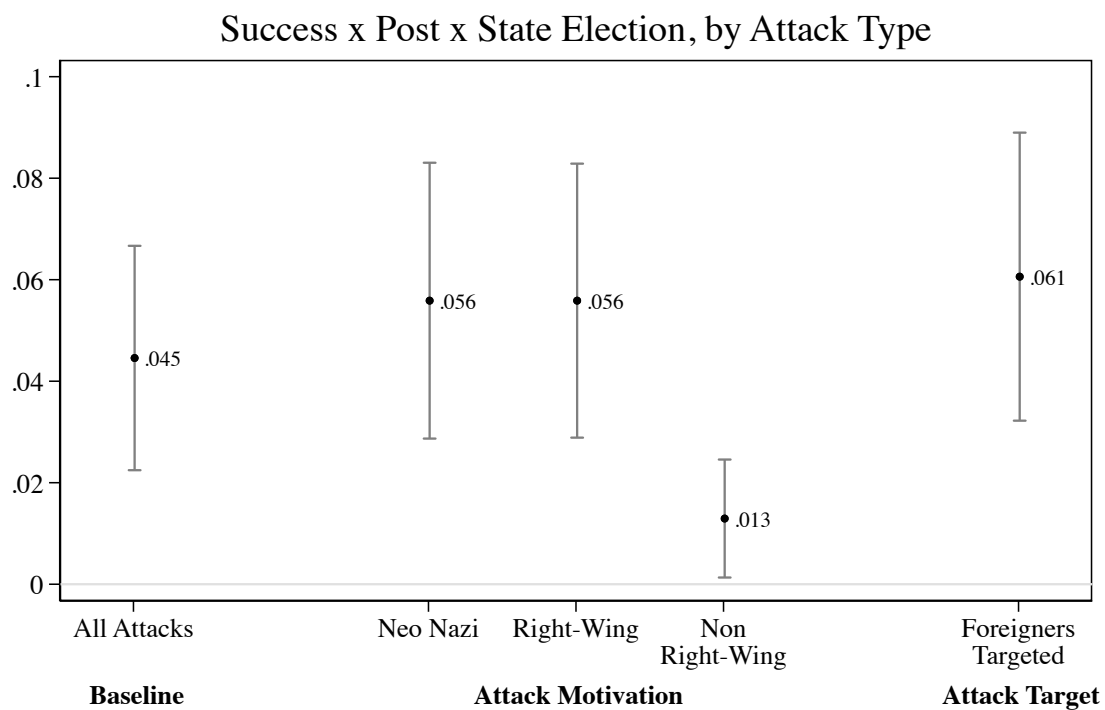 Success x Post x State Election, by Attack Type
.1
.08
.06
.04
.02
0
.045
.056
.056
.013
.061
All Attacks
Neo Nazi
Right-Wing
Non
Right-Wing
Foreigners
Targeted
Baseline
Attack Motivation
Attack Target